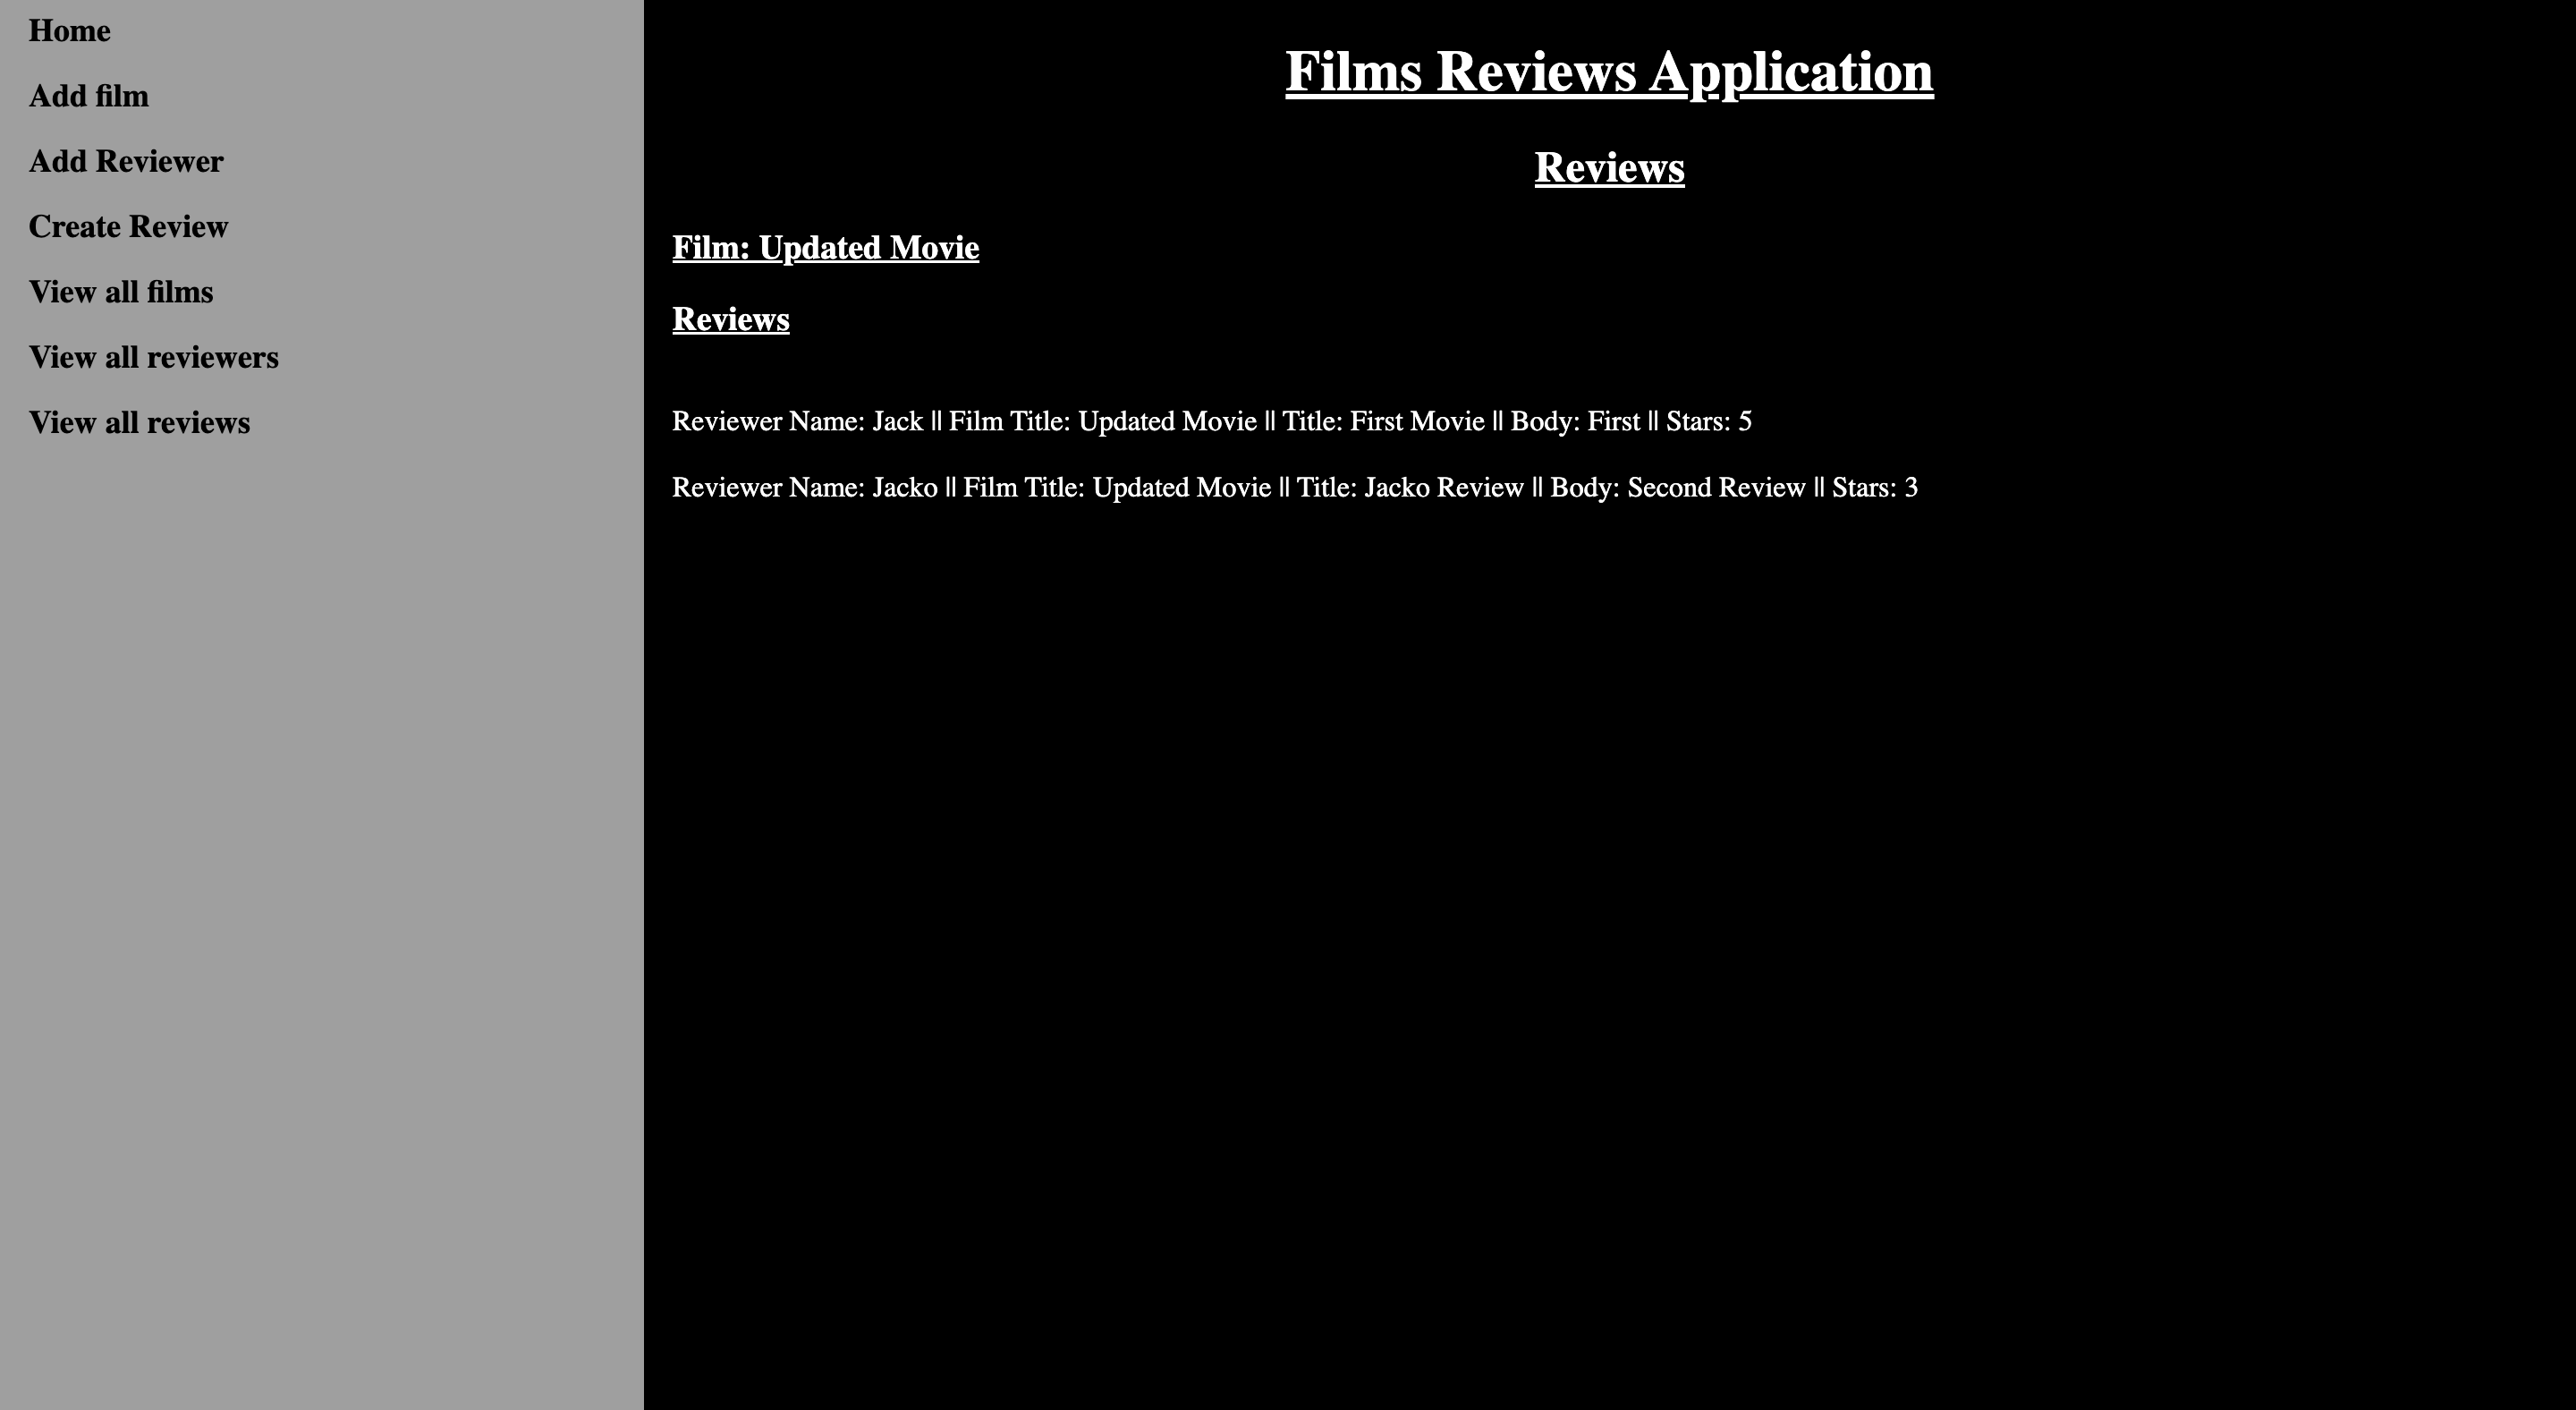 Home
Add film
Add Reviewer
Create Review
View all films
View all reviewers
View all reviews
Films Reviews Application
Reviews
Film: Updated Movie
Reviews
Reviewer Name: Jack || Film Title: Updated Movie || Title: First Movie || Body: First || Stars: 5
Reviewer Name: Jacko || Film Title: Updated Movie || Title: Jacko Review || Body: Second Review || Stars: 3